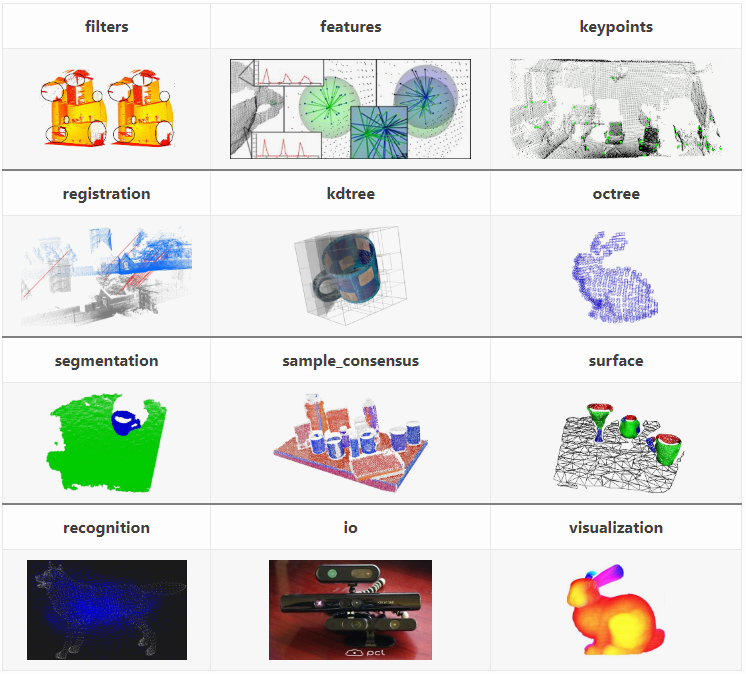 filters
features
keypoints
registration
kdtree
octree
segmentation
sample_consensus
surface
recognition
io
visualization
pcl